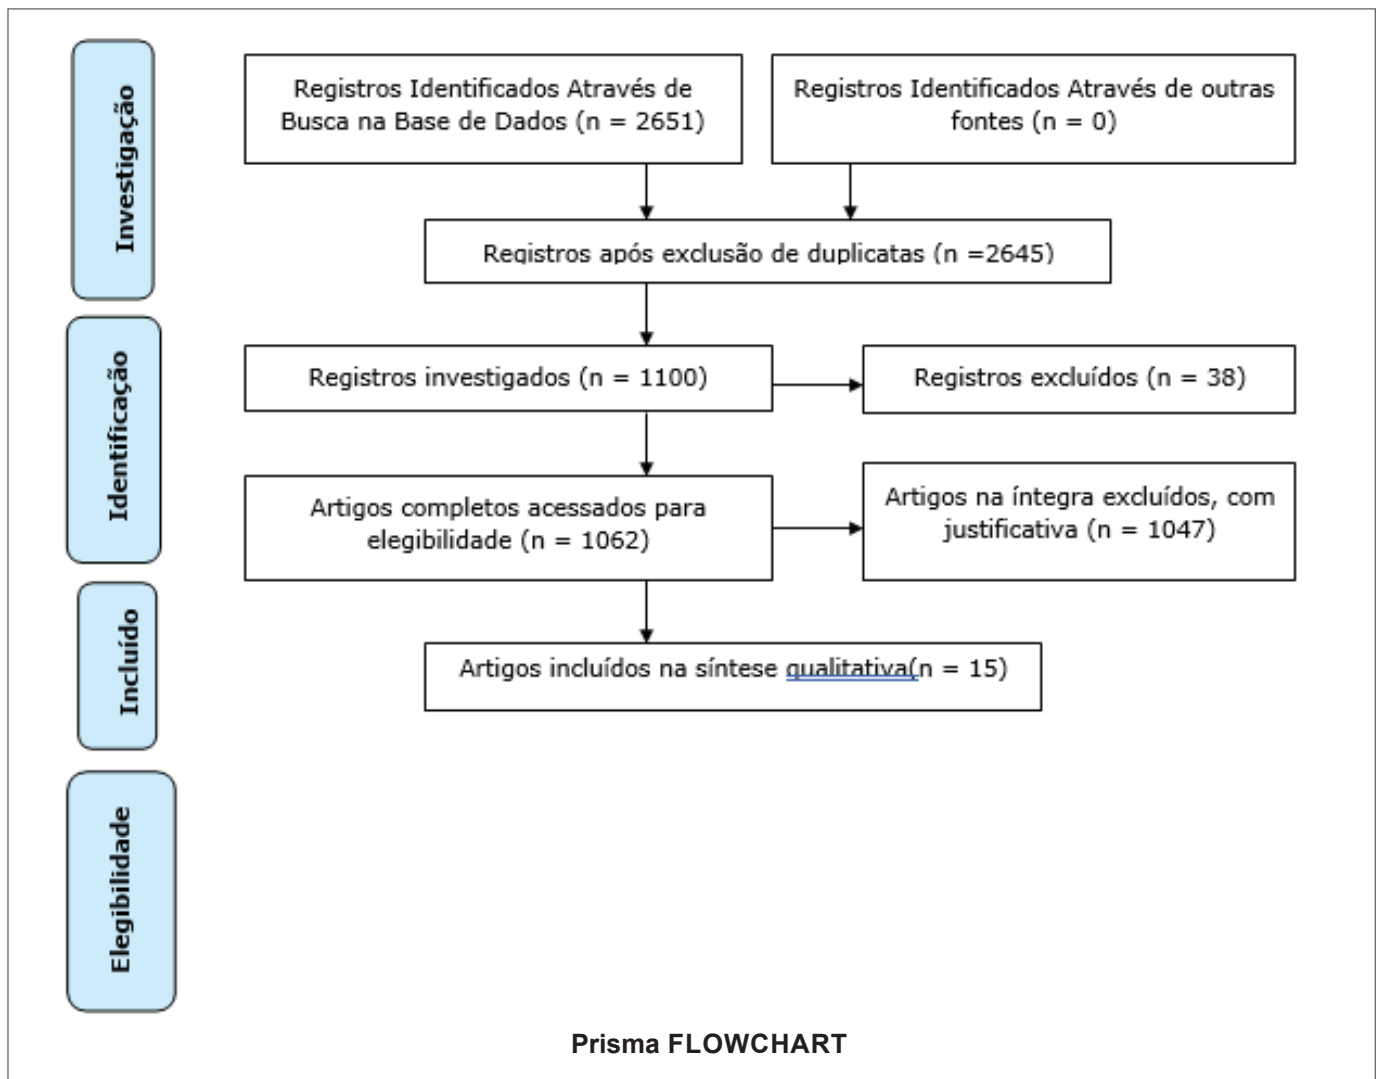 Investigação
Registros Identificados Através de
Busca na Base de Dados (n = 2651)
Registros Identificados Através de outras
fontes (n = 0)
Registros após exclusão de duplicatas (n =2645)
Identificação
Registros investigados (n = 1100)
Registros excluídos (n = 38)
Artigos completos acessados para
elegibilidade (n = 1062)
Artigos na íntegra excluídos, com
justificativa (n = 1047)
Incluído
Artigos incluídos na síntese qualitativa(n = 15)
Elegibilidade
Prisma FLOWCHART